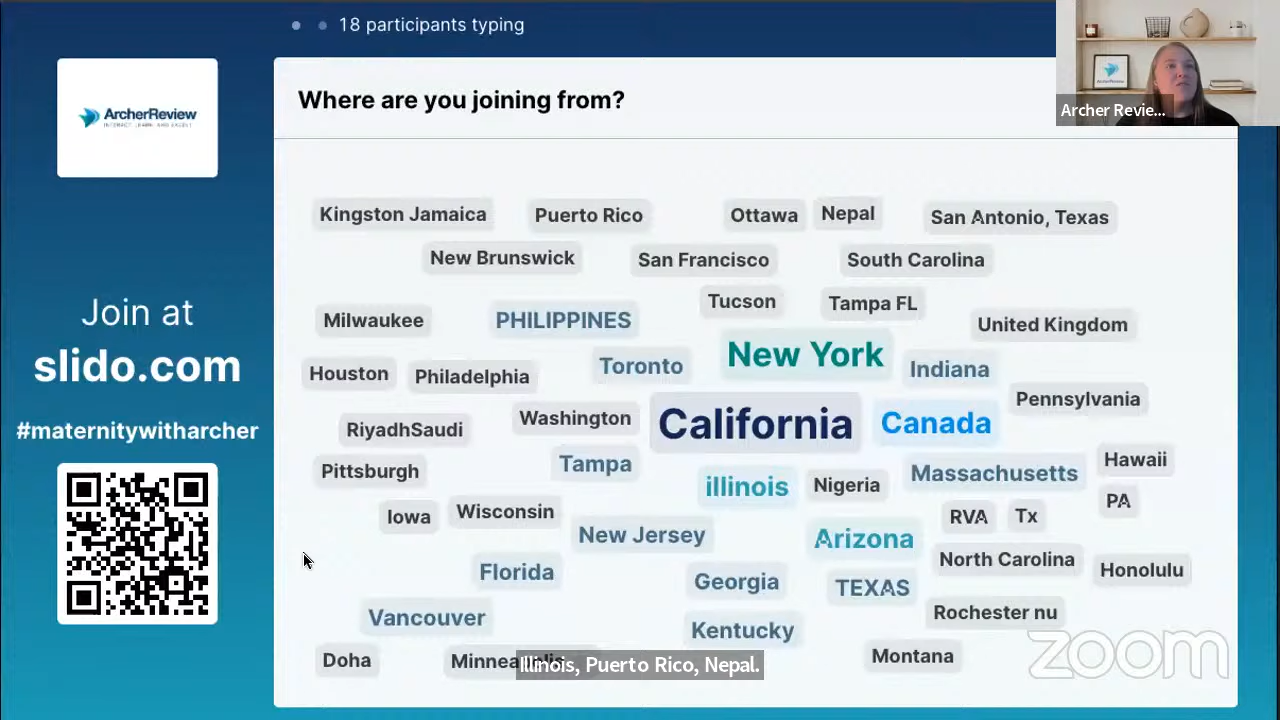 18 participants typing
ArcherReview
Where are you joining from?
Archer Revie...
Kingston Jamaica
Puerto Rico
Ottawa
Nepal
San Antonio, Texas
New Brunswick
San Francisco
South Carolina
Tucson
Tampa FL
Milwaukee
PHILIPPINES
United Kingdom
New York
Toronto
Indiana
Houston
Philadelphia
Pennsylvania
California
Canada
Washington
RiyadhSaudi
Tampa
Pittsburgh
illinois
Nigeria
Massachusetts
Hawaii
PA
Iowa
Wisconsin
RVA
Tx
New Jersey
Arizona
North Carolina
Honolulu
Florida
Georgia
TEXAS
Rochester nu
Vancouver
Kentucky
Doha
Montana
Illinois, Puerto Rico, Nepal.
Join at
slido.com
#maternitywitharcher
zoom